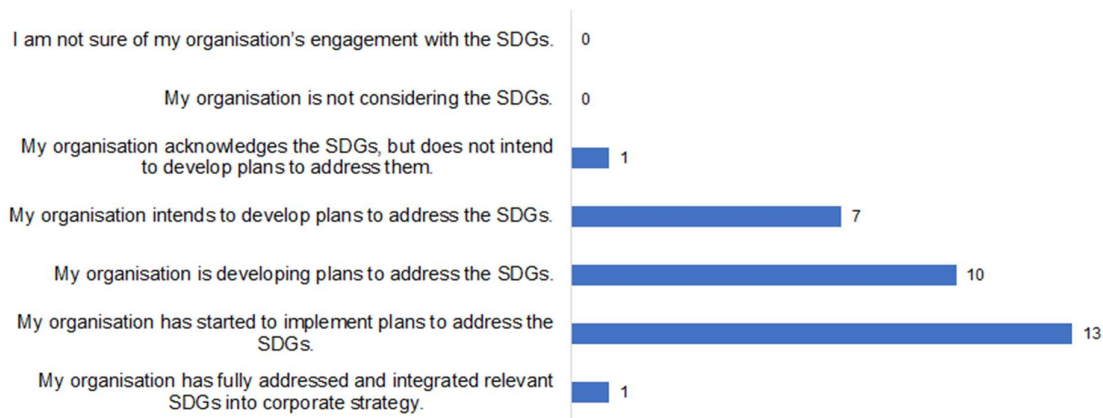 I am not sure of my organisation’s engagement with the SDGs. 0
My organisation is not considering the SDGs. 0
My organisation acknowledges the SDGs, but does not intend
to develop plans to address them. 1
My organisation intends to develop plans to address the SDGs. 7
My organisation is developing plans to address the SDGs. 10
My organisation has started to implement plans to address the
SDGs. 13
My organisation has fully addressed and integrated relevant
SDGs into corporate strategy. 1